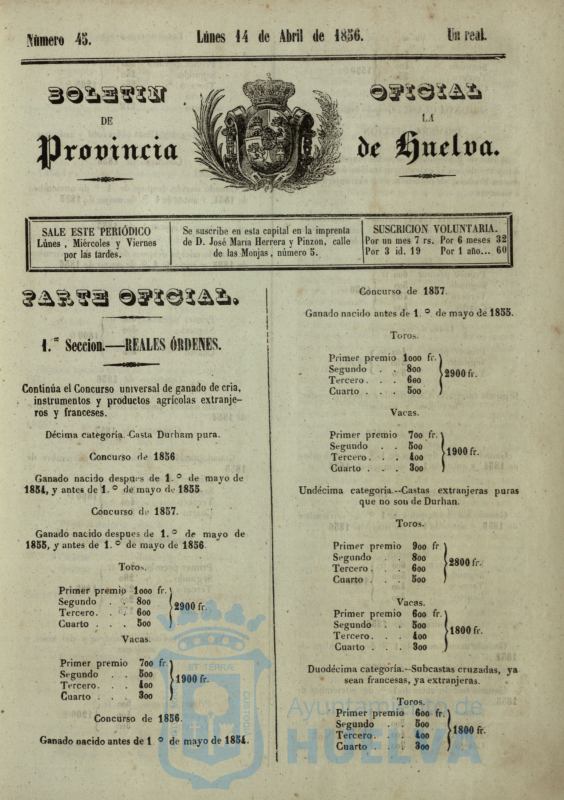 Número 45.
Lúnes 14 de Abril de 1856.
Un real.
BOLETIN
OFICIAL
DE
LA
Provincia
de Huelva.
SALE ESTE PERIÓDICO
Lúnes, Miércoles y Viernes
por las tardes.
Se suscribe en esta capital en la imprenta
de D. José Maria Herrera y Pinzon, calle
de las Monjas, número 5.
SUSCRICION VOLUNTARIA.
Por un mes 7 rs. Por 6 meses 32
Por 3 id. 19 Por 1 año... 60
PARTE OFICIAL.
1.ª Seccion.—REALES ÓRDENES.
Continúa el Concurso universal de ganado de cria,
instrumentos y productos agrícolas extranje-
ros y franceses.
Décima categoría.-Casta Durham pura.
Concurso de 1856
Ganado nacido despues de 1.º de mayo de
1854, y antes de 1.º de mayo de 1855
Concurso de 1857.
Ganado nacido despues de 1.º de mayo de
1855, y antes de 1.º de mayo de 1856.
Toros.
Primer premio 1000 fr.
Segundo . . 800
Tercero. . . 600
Cuarto . . . 500
2900 fr.
Vacas.
Primer premio 700 fr.
Segundo . . 500
Tercero. . . 400
Cuarto . . . 300
1900 fr.
Concurso de 1856.
Ganado nacido antes de 1º de mayo de 1854.
Concurso de 1857.
Ganado nacido antes de 1.º de mayo de 1855.
Toros.
Primer premio 1000 fr.
Segundo . . 800
Tercero. . . 600
Cuarto . . . 500
2900 fr.
Vacas.
Primer premio 700 fr.
Segundo . . 500
Tercero. . . 400
Cuarto . . . 300
1900 fr.
Undécima categoría.--Castas extranjeras puras
que no sou de Durhan.
Toros.
Primer premio 900 fr
Segundo . . 800
Tercero. . . 600
Cuarto . . . 500
2800 fr.
Vacas.
Primer premio 600 fr.
Segundo . . 500
Tercero. . . 400
Cuarto . . . 300
1800 fr.
Duodécima categoría.--Subcastas cruzadas, ya
sean francesas, ya extranjeras.
Toros.
Primer premio 600 fr.
Segundo . . 500
Tercero. . . 400
Cuarto . . . 300
1800 fr.
Ayuntamiento de
HUELVA